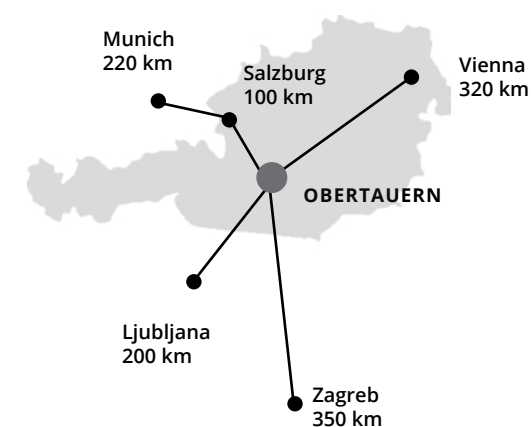 Munich
220 km
Salzburg
100 km
Vienna
320 km
OBERTAUERN
Ljubljana
200 km
Zagreb
350 km